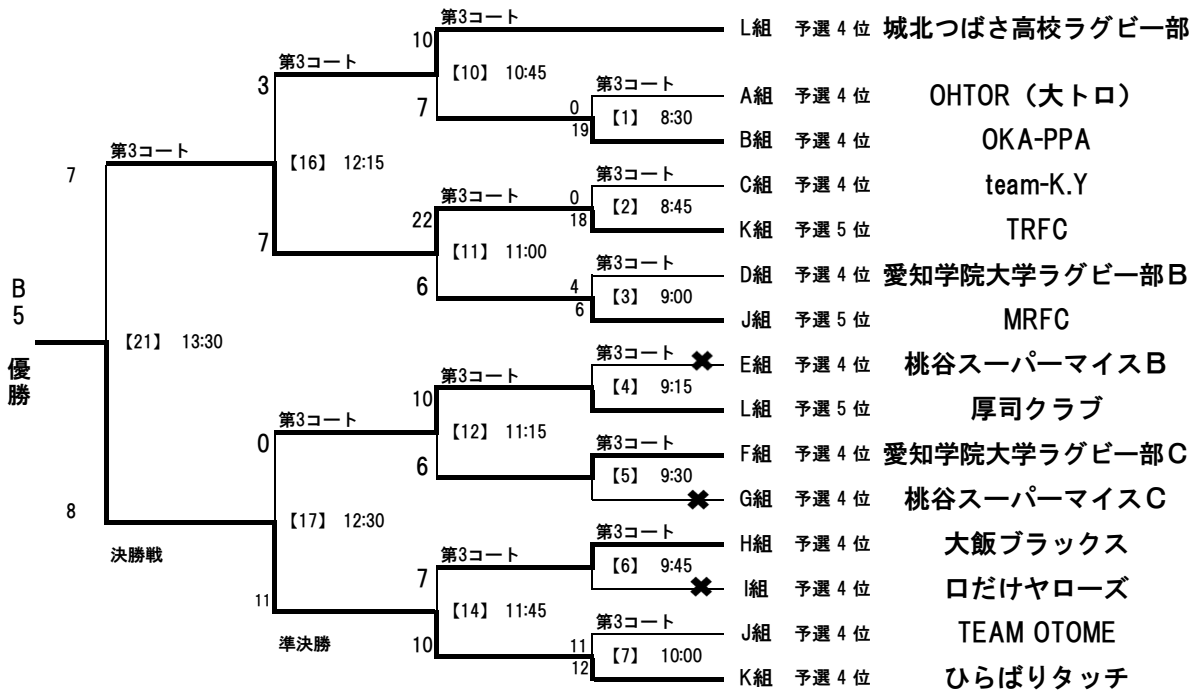 第3コート
10
L組 予選 4 位 城北つばさ高校ラグビー部
第3コート
3
【10】 10:45
第3コート
A組 予選 4 位 OHTOR（大トロ）
7
0
【1】 8:30
19
B組 予選 4 位 OKA-PPA
第3コート
7
【16】 12:15
第3コート
C組 予選 4 位 team-K.Y
第3コート
0
22
【2】 8:45
18
K組 予選 5 位 TRFC
7
【11】 11:00
第3コート
D組 予選 4 位 愛知学院大学ラグビー部B
6
4
【3】 9:00
6
J組 予選 5 位 MRFC
B5 優勝
【21】 13:30
第3コート
✖
E組 予選 4 位 桃谷スーパーマイスB
第3コート
10
【4】 9:15
L組 予選 5 位 厚司クラブ
第3コート
0
【12】 11:15
第3コート
F組 予選 4 位 愛知学院大学ラグビー部C
6
【5】 9:30
✖
G組 予選 4 位 桃谷スーパーマイスC
8
【17】 12:30
決勝戦
第3コート
H組 予選 4 位 大飯ブラックス
第3コート
7
【6】 9:45
✖
I組 予選 4 位 口だけヤローズ
11
【14】 11:45
第3コート
J組 予選 4 位 TEAM OTOME
準決勝
10
11
【7】 10:00
12
K組 予選 4 位 ひらばりタッチ